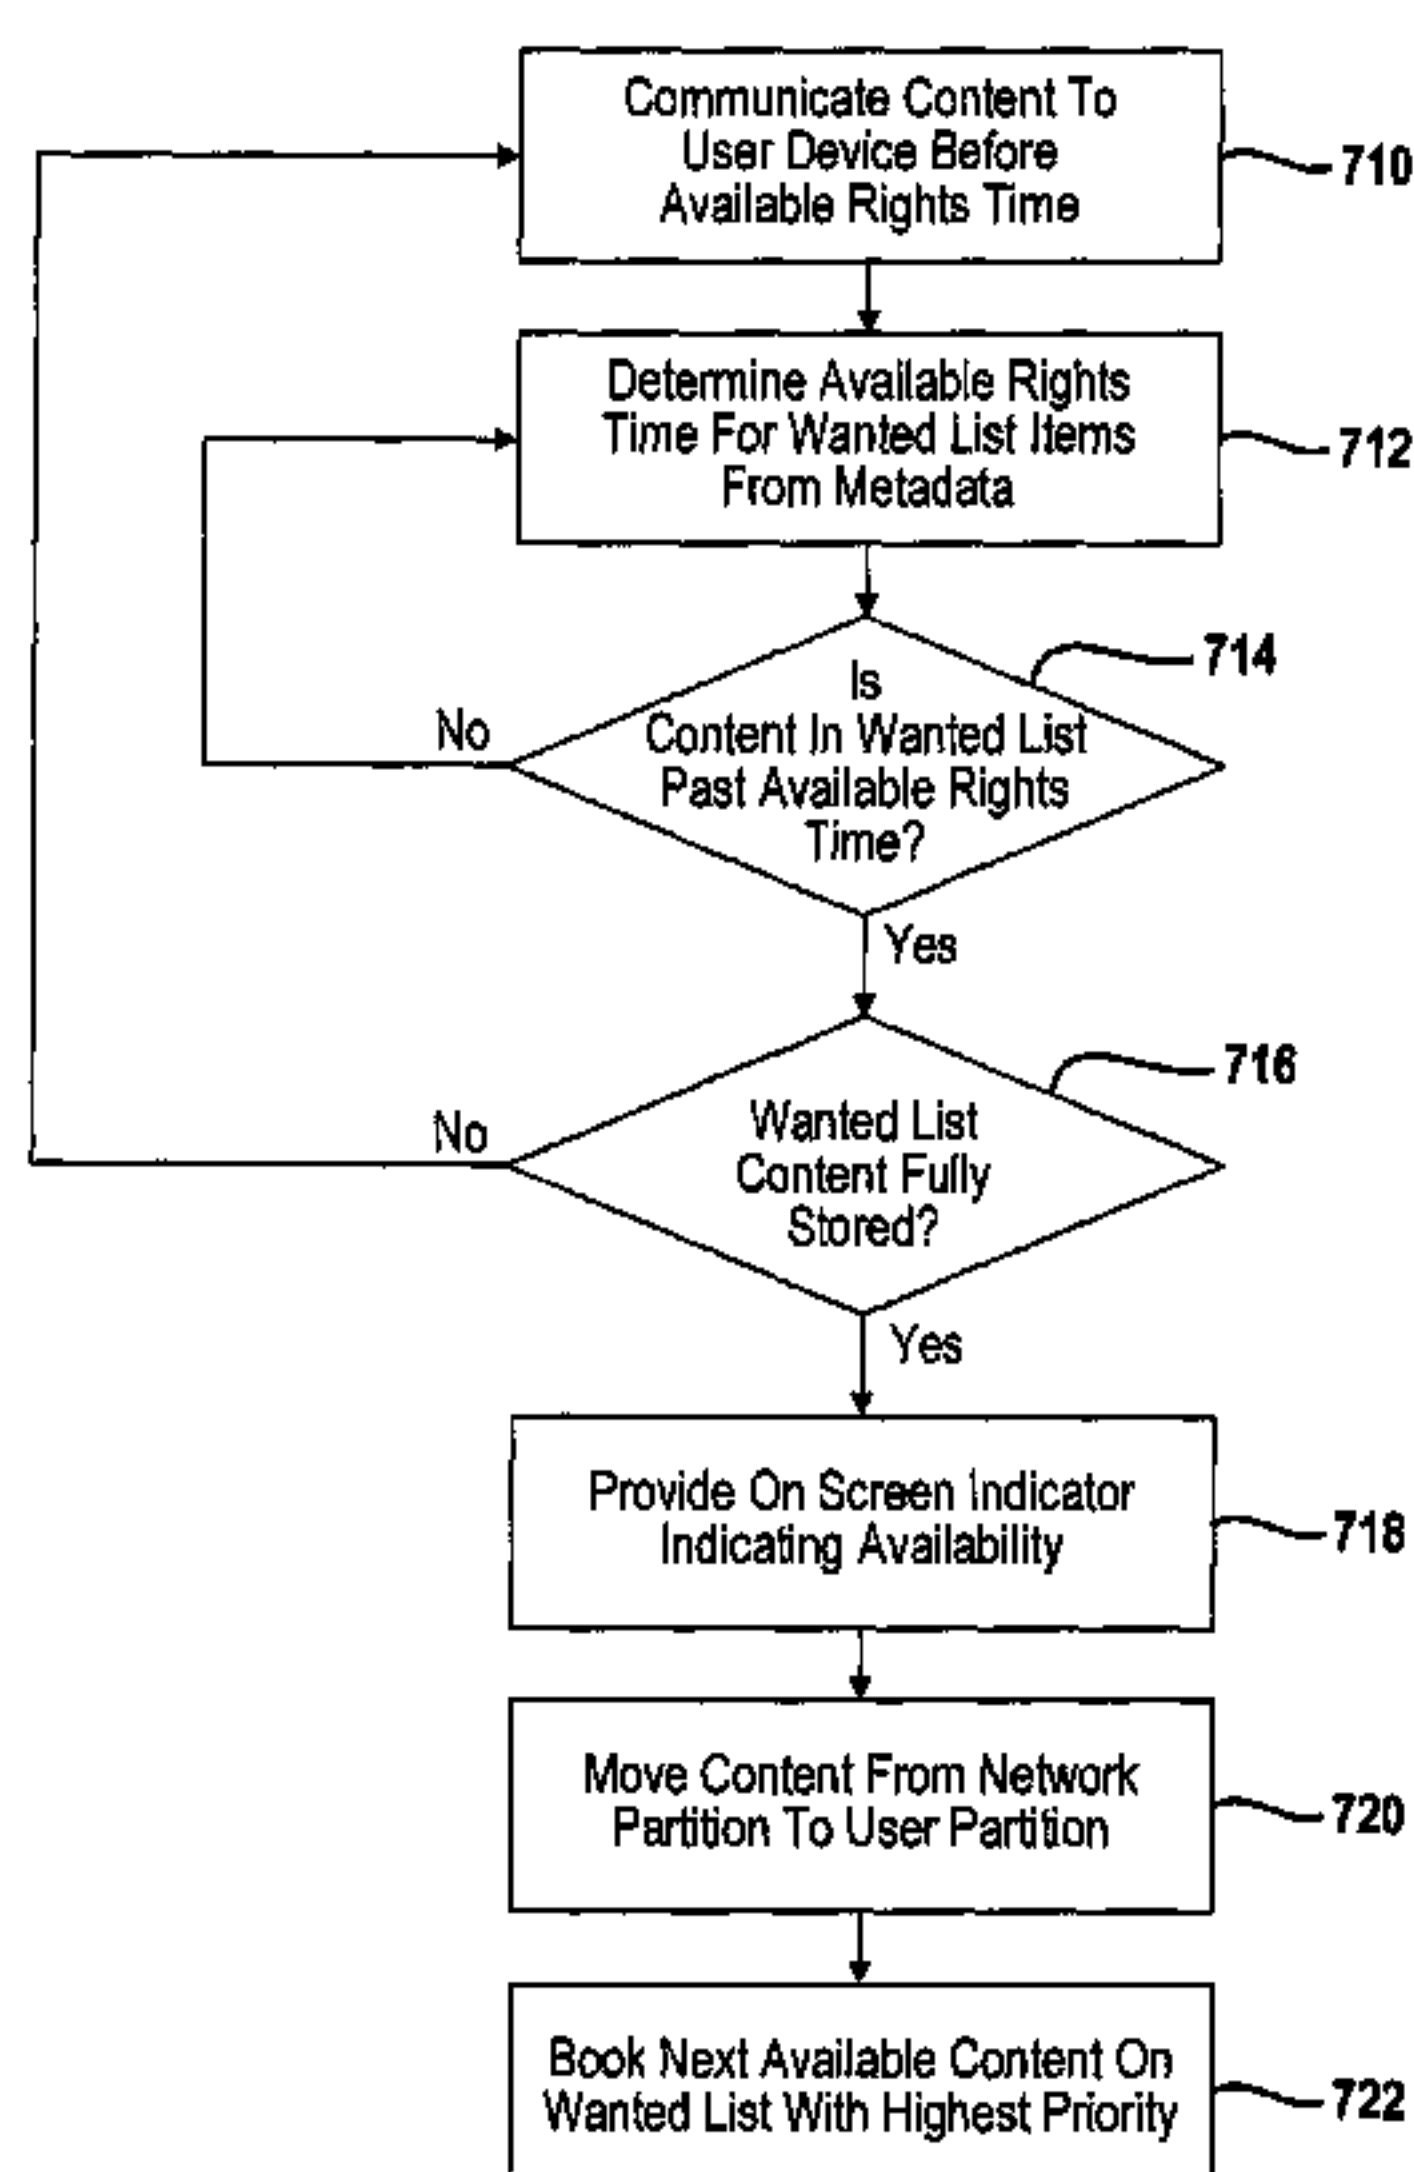 Communicate Content To
User Device Before
Available Rights Time
710
Determine Available Rights
Time For Wanted List Items
From Metadata
712
714
Is
Content In Wanted List
Past Available Rights
Time?
No
Yes
716
Wanted List
Content Fully
Stored?
No
Yes
Provide On Screen Indicator
Indicating Availability
718
Move Content From Network
Partition To User Partition
720
Book Next Available Content On
Wanted List With Highest Priority
722